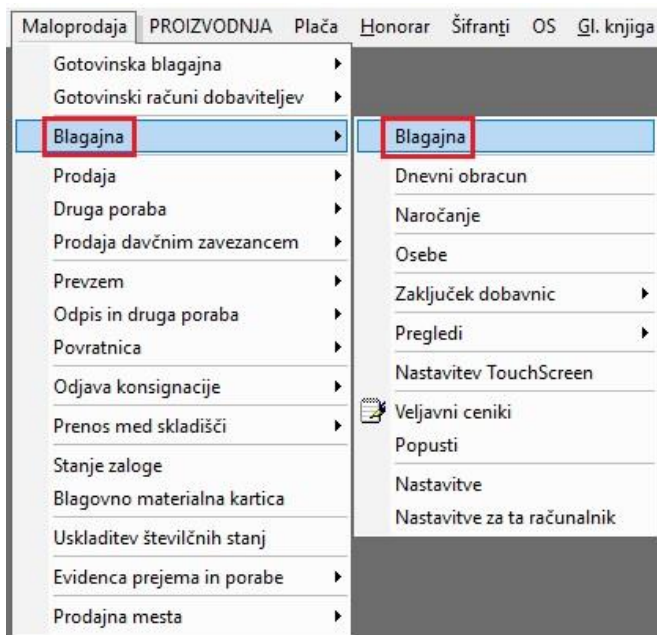 Maloprodaja PROIZVODNJA Plača Honorar Šifranti OS Gl. knjiga
Gotovinska blagajna
Gotovinski računi dobaviteljev
Blagajna
Prodaja
Druga poraba
Prodaja davčnim zavezancem
Prevzem
Odpis in druga poraba
Povratnica
Odjava konsignacije
Prenos med skladišči
Stanje zaloge
Blagovno materialna kartica
Uskladitev številčnih stanj
Evidenca prejema in porabe
Prodajna mesta
Blagajna
Dnevni obracun
Naročanje
Osebe
Zaključek dobavnic
Pregledi
Nastavitev TouchScreen
Veljavni ceniki
Popusti
Nastavitve
Nastavitve za ta računalnik